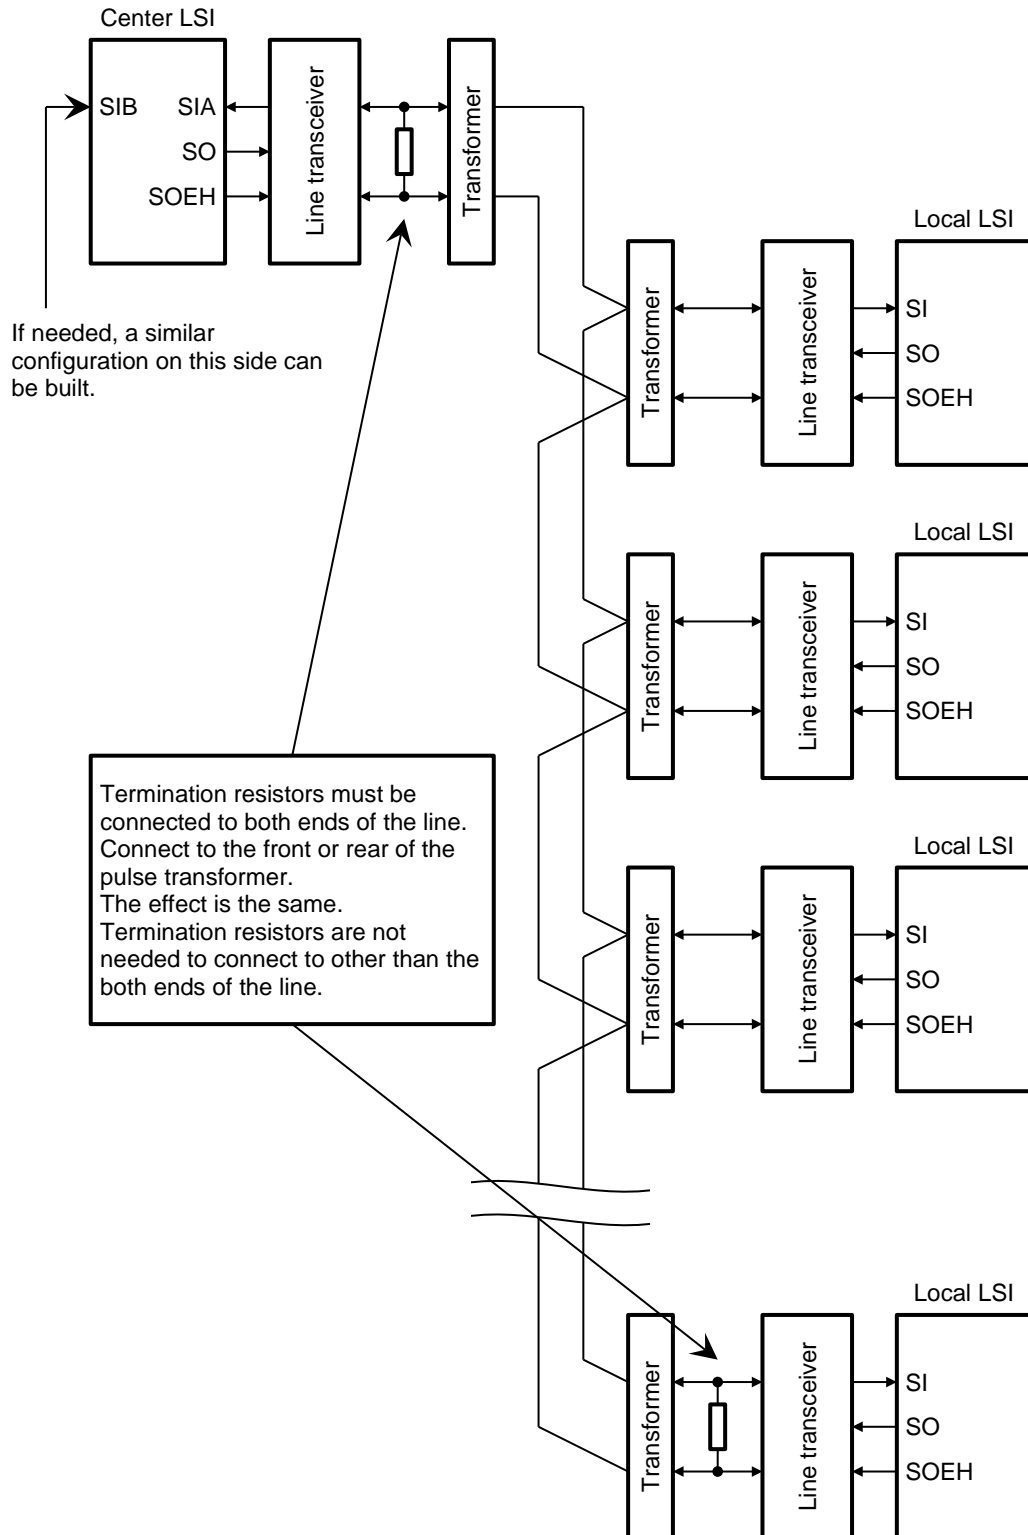 Center LSI
SIB
SIA
SO
SOEH
Line transceiver
Transformer
If needed, a similar
configuration on this side can
be built.
Local LSI
Transformer
Line transceiver
SI
SO
SOEH
Local LSI
Transformer
Line transceiver
SI
SO
SOEH
Termination resistors must be
connected to both ends of the line.
Connect to the front or rear of the
pulse transformer.
The effect is the same.
Termination resistors are not
needed to connect to other than the
both ends of the line.
Local LSI
Transformer
Line transceiver
SI
SO
SOEH
Local LSI
Transformer
Line transceiver
SI
SO
SOEH